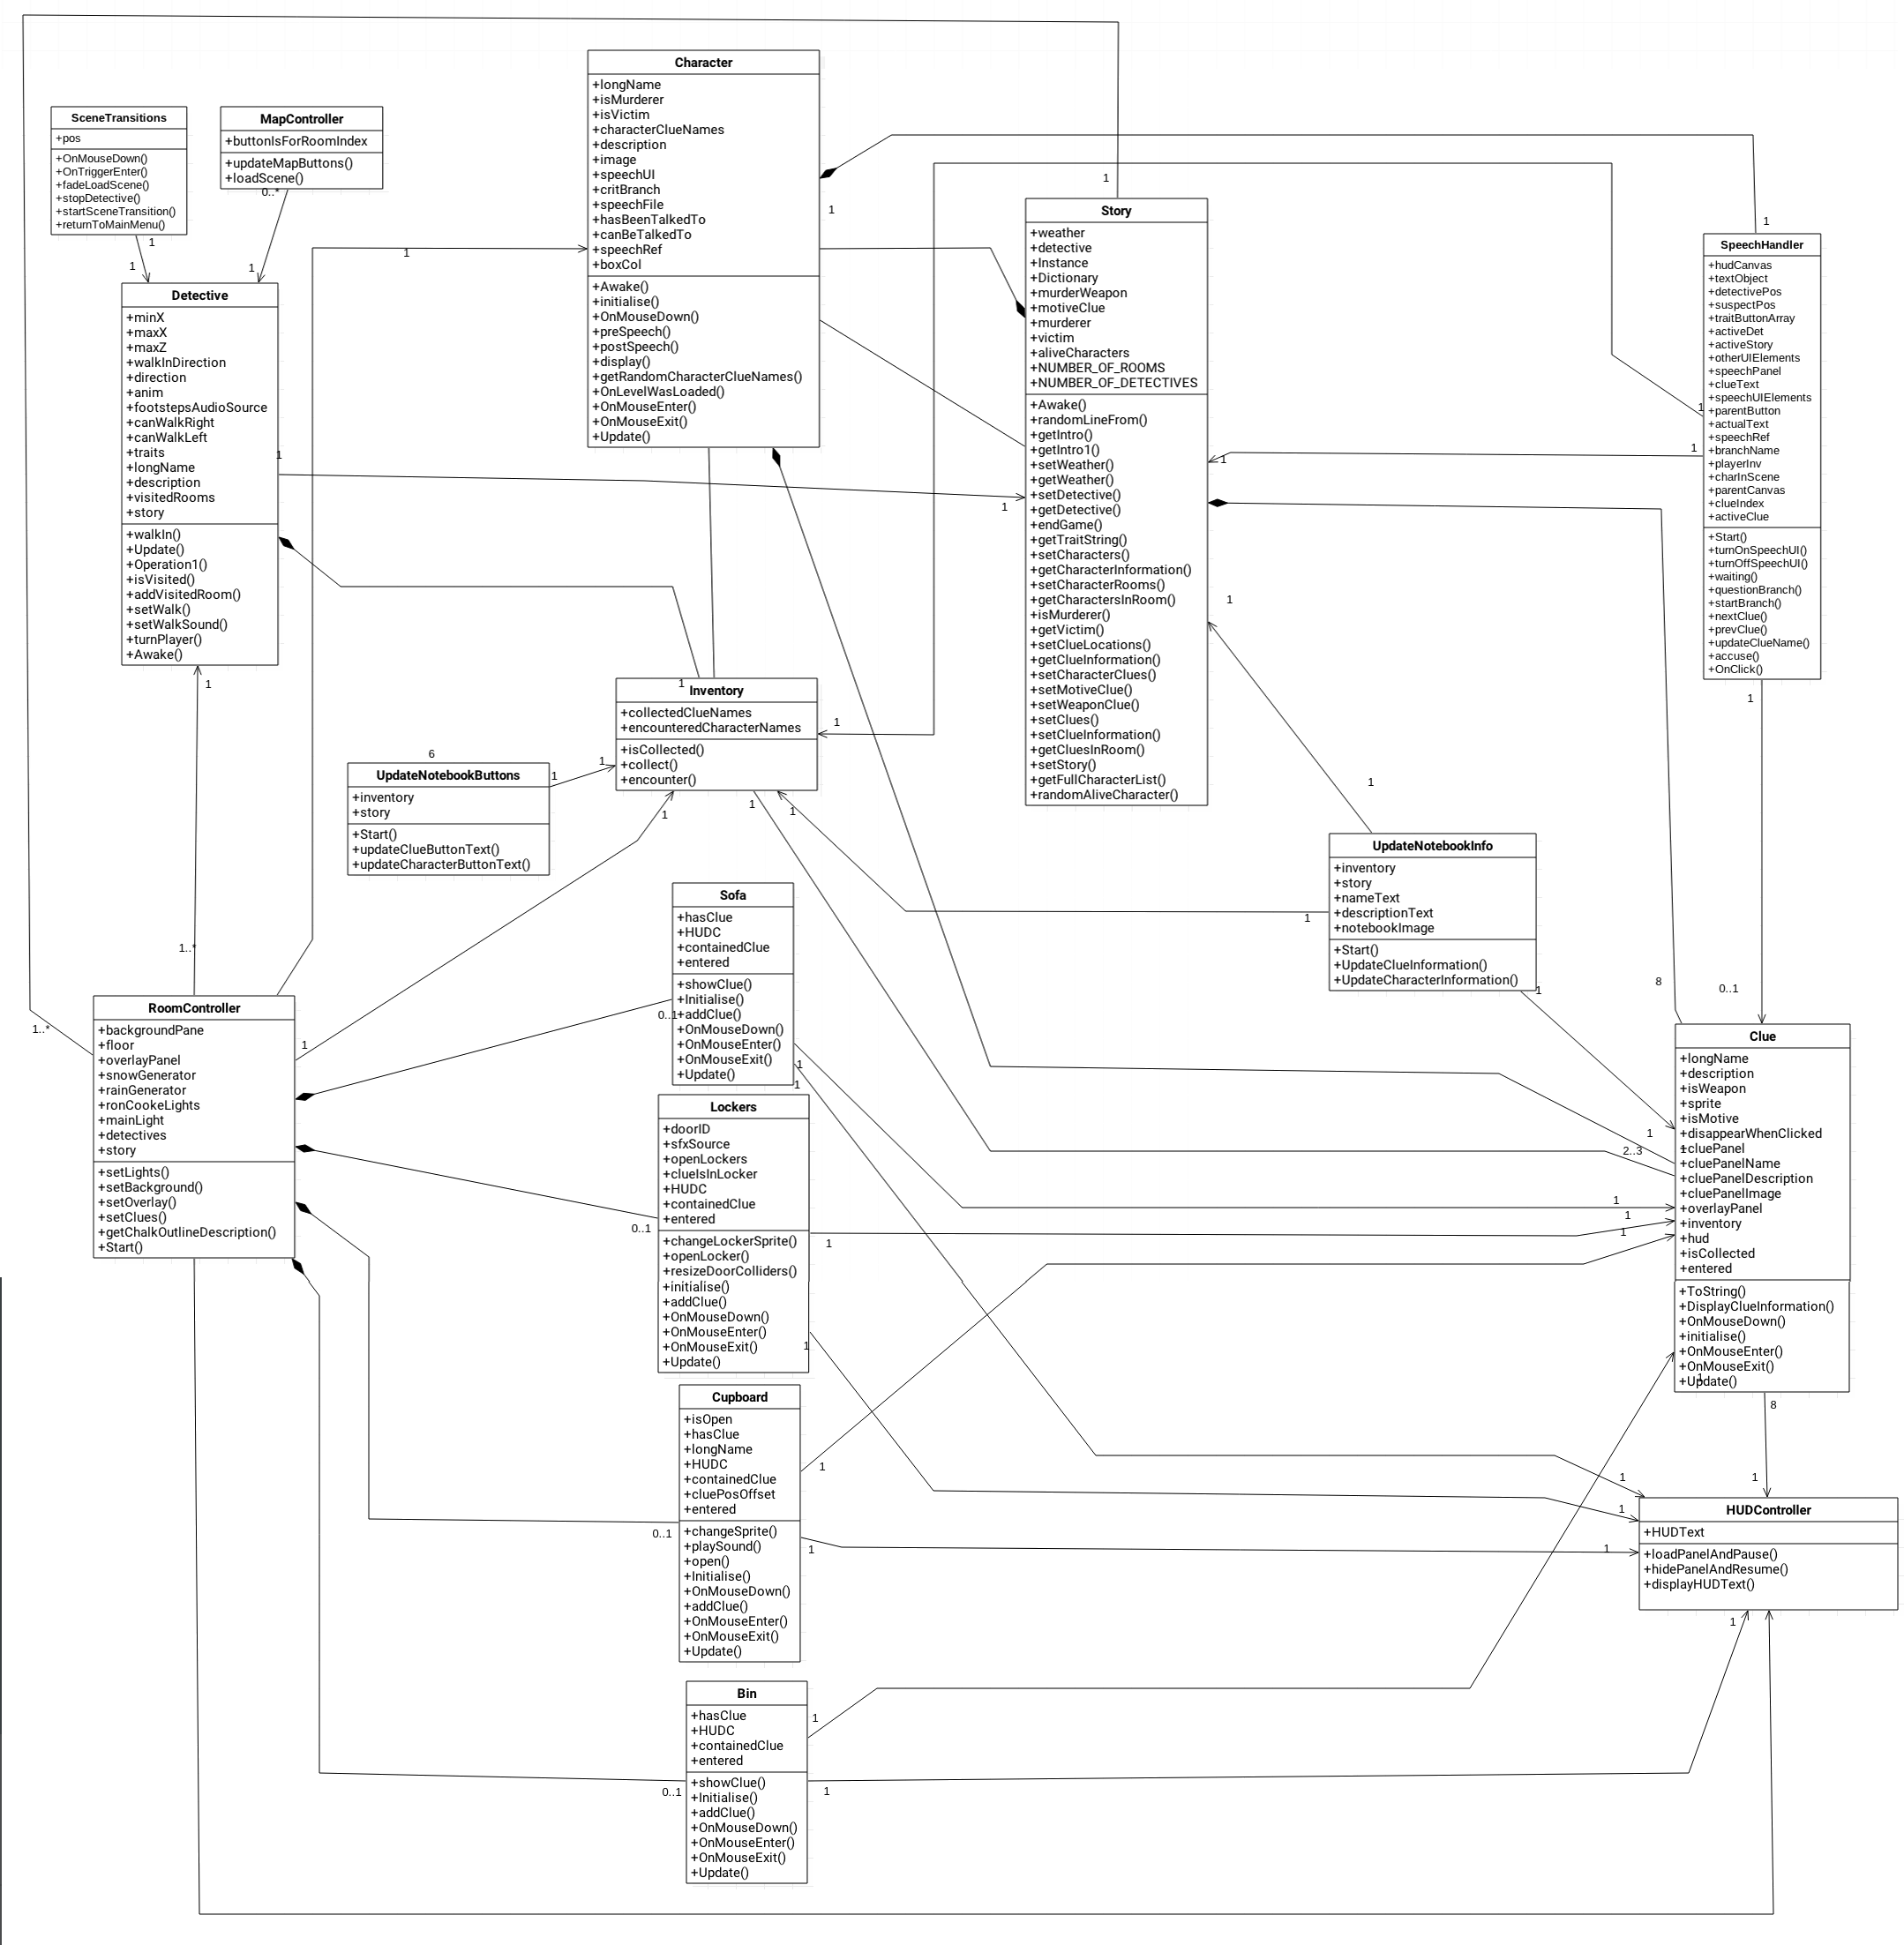 SceneTransitions
+pos
+OnMouseDown()
+OnTriggerEnter()
+fadeLoadScene()
+stopDetective()
+startSceneTransition()
+returnToMainMenu()
1
1
MapController
+buttonIsForRoomIndex
+updateMapButtons()
+loadScene()
0..*
1
Character
+longName
+isMurderer
+isVictim
+characterClueNames
+description
+image
+speechUI
+critBranch
+speechFile
+hasBeenTalkedTo
+canBeTalkedTo
+speechRef
+boxCol
+Awake()
+initialise()
+OnMouseDown()
+preSpeech()
+postSpeech()
+display()
+getRandomCharacterClueNames()
+OnLevelWasLoaded()
+OnMouseEnter()
+OnMouseExit()
+Update()
1
1
1
Story
+weather
+detective
+Instance
+Dictionary
+murderWeapon
+motiveClue
+murderer
+victim
+aliveCharacters
+NUMBER_OF_ROOMS
+NUMBER_OF_DETECTIVES
+Awake()
+randomLineFrom()
+getIntro()
+getIntro1()
+setWeather()
+getWeather()
+setDetective()
+getDetective()
+endGame()
+getTraitString()
+setCharacters()
+getCharacterInformation()
+setCharacterRooms()
+getCharactersInRoom()
+isMurderer()
+getVictim()
+setClueLocations()
+getClueInformation()
+setCharacterClues()
+setMotiveClue()
+setWeaponClue()
+setClues()
+setClueInformation()
+getCluesInRoom()
+setStory()
+getFullCharacterList()
+randomAliveCharacter()
1
1
1
1
SpeechHandler
+hudCanvas
+textObject
+detectivePos
+suspectPos
+traitButtonArray
+activeDet
+activeStory
+otherUIElements
+speechPanel
+clueText
+speechUIElements
+parentButton
+actualText
+speechRef
+branchName
+playerInv
+charInScene
+parentCanvas
+clueIndex
+activeClue
+Start()
+turnOnSpeechUI()
+turnOffSpeechUI()
+waiting()
+questionBranch()
+startBranch()
+nextClue()
+prevClue()
+updateClueName()
+accuse()
+OnClick()
1
1
1
Detective
+minX
+maxX
+maxZ
+walkInDirection
+direction
+anim
+footstepsAudioSource
+canWalkRight
+canWalkLeft
+traits
+longName
+description
+visitedRooms
+story
+walkIn()
+Update()
+Operation1()
+isVisited()
+addVisitedRoom()
+setWalk()
+setWalkSound()
+turnPlayer()
+Awake()
1
1
1..*
Inventory
+collectedClueNames
+encounteredCharacterNames
+isCollected()
+collect()
+encounter()
1
1
1
1
1
1
6
UpdateNotebookButtons
+inventory
+story
+Start()
+updateClueButtonText()
+updateCharacterButtonText()
1
UpdateNotebookInfo
+inventory
+story
+nameText
+descriptionText
+notebookImage
+Start()
+UpdateClueInformation()
+UpdateCharacterInformation()
1
1
1
Sofa
+hasClue
+HUDC
+containedClue
+entered
+showClue()
+Initialise()
+addClue()
+OnMouseDown()
+OnMouseEnter()
+OnMouseExit()
+Update()
0..1
1
1
RoomController
+backgroundPane
+floor
+overlayPanel
+snowGenerator
+rainGenerator
+ronCookeLights
+mainLight
+detectives
+story
+setLights()
+setBackground()
+setOverlay()
+setClues()
+getChalkOutlineDescription()
+Start()
1..*
1
Lockers
+doorID
+sfxSource
+openLockers
+clueIsInLocker
+HUDC
+containedClue
+entered
+changeLockerSprite()
+openLocker()
+resizeDoorColliders()
+initialise()
+addClue()
+OnMouseDown()
+OnMouseEnter()
+OnMouseExit()
+Update()
0..1
1
1
Clue
+longName
+description
+isWeapon
+sprite
+isMotive
+disappearWhenClicked
+cluePanel
+cluePanelName
+cluePanelDescription
+cluePanelImage
+overlayPanel
+inventory
+hud
+isCollected
+entered
+ToString()
+DisplayClueInformation()
+OnMouseDown()
+initialise()
+OnMouseEnter()
+OnMouseExit()
+Update()
8
0..1
1
2..3
1
1
1
1
8
Cupboard
+isOpen
+hasClue
+longName
+HUDC
+containedClue
+cluePosOffset
+entered
+changeSprite()
+playSound()
+open()
+Initialise()
+OnMouseDown()
+addClue()
+OnMouseEnter()
+OnMouseExit()
+Update()
0..1
1
1
HUDController
+HUDText
+loadPanelAndPause()
+hidePanelAndResume()
+displayHUDText()
1
1
1
1
1
Bin
+hasClue
+HUDC
+containedClue
+entered
+showClue()
+Initialise()
+addClue()
+OnMouseDown()
+OnMouseEnter()
+OnMouseExit()
+Update()
0..1
1
1